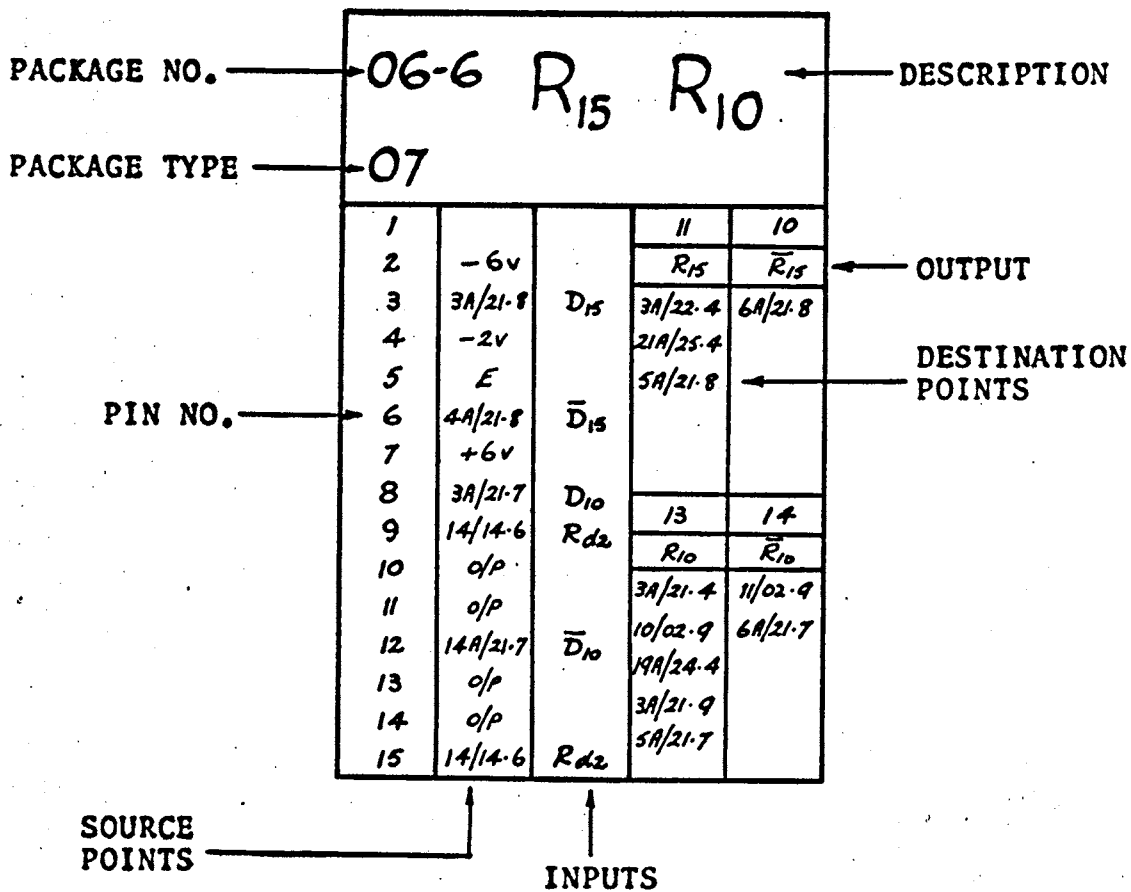 PACKAGE NO. 06-6 R15 R10 DESCRIPTION
PACKAGE TYPE 07
1 11 10
2 -6v R15 R̅15 OUTPUT
3 3A/21.8 D15 3A/22.4 6A/21.8
4 -2v 21A/25.4
5 E 5A/21.8 DESTINATION POINTS
PIN NO. 6 4A/21.8 D̅15
7 +6v
8 3A/21.7 D10
9 14/14.6 Rd2 13 14
10 O/P R10 R̅10
11 O/P 3A/21.4 11/02.9
12 14A/21.7 D̅10 10/02.9 6A/21.7
13 O/P 19A/24.4
14 O/P 3A/21.9
15 14/14.6 Rd2 5A/21.7
SOURCE POINTS
INPUTS